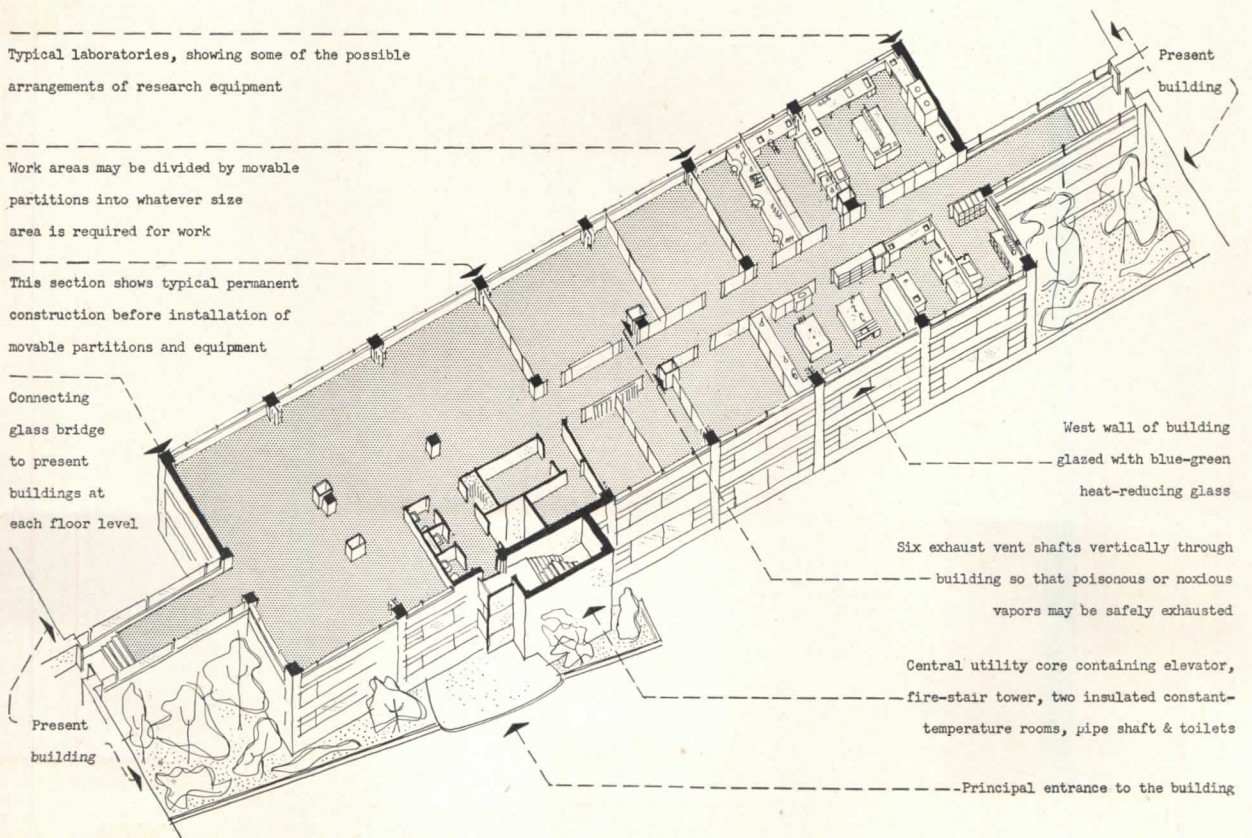 Typical laboratories, showing some of the possible
arrangements of research equipment
Work areas may be divided by movable
partitions into whatever size
area is required for work
This section shows typical permanent
construction before installation of
movable partitions and equipment
Connecting
glass bridge
to present
buildings at
each floor level
Present
building
Present
building
West wall of building
glazed with blue-green
heat-reducing glass
Six exhaust vent shafts vertically through
building so that poisonous or noxious
vapors may be safely exhausted
Central utility core containing elevator,
fire-stair tower, two insulated constant-
temperature rooms, pipe shaft & toilets
Principal entrance to the building